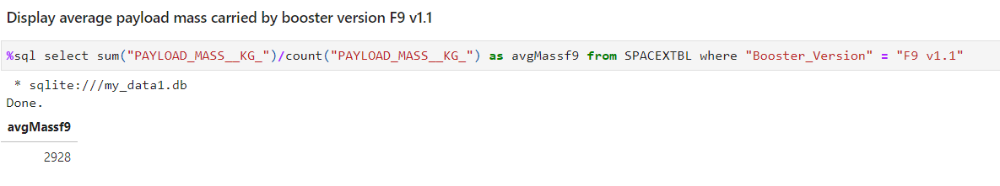 Display average payload mass carried by booster version F9 v1.1
%sql select sum("PAYLOAD_MASS__KG_")/count("PAYLOAD_MASS__KG_") as avgMassf9 from SPACEXTBL where "Booster_Version" = "F9 v1.1"
* sqlite:///my_data1.db
Done.
avgMassf9
2928